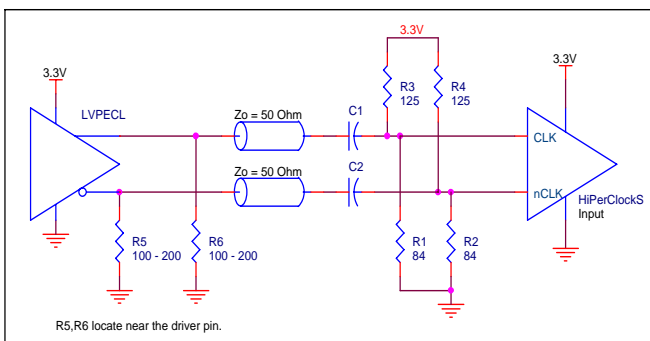 3.3V
3.3V
3.3V
R3
125
R4
125
LVPECL
Zo = 50 Ohm
C1
CLK
Zo = 50 Ohm
C2
nCLK
HiPerClockS
Input
R5
100 - 200
R6
100 - 200
R1
84
R2
84
R5,R6 locate near the driver pin.